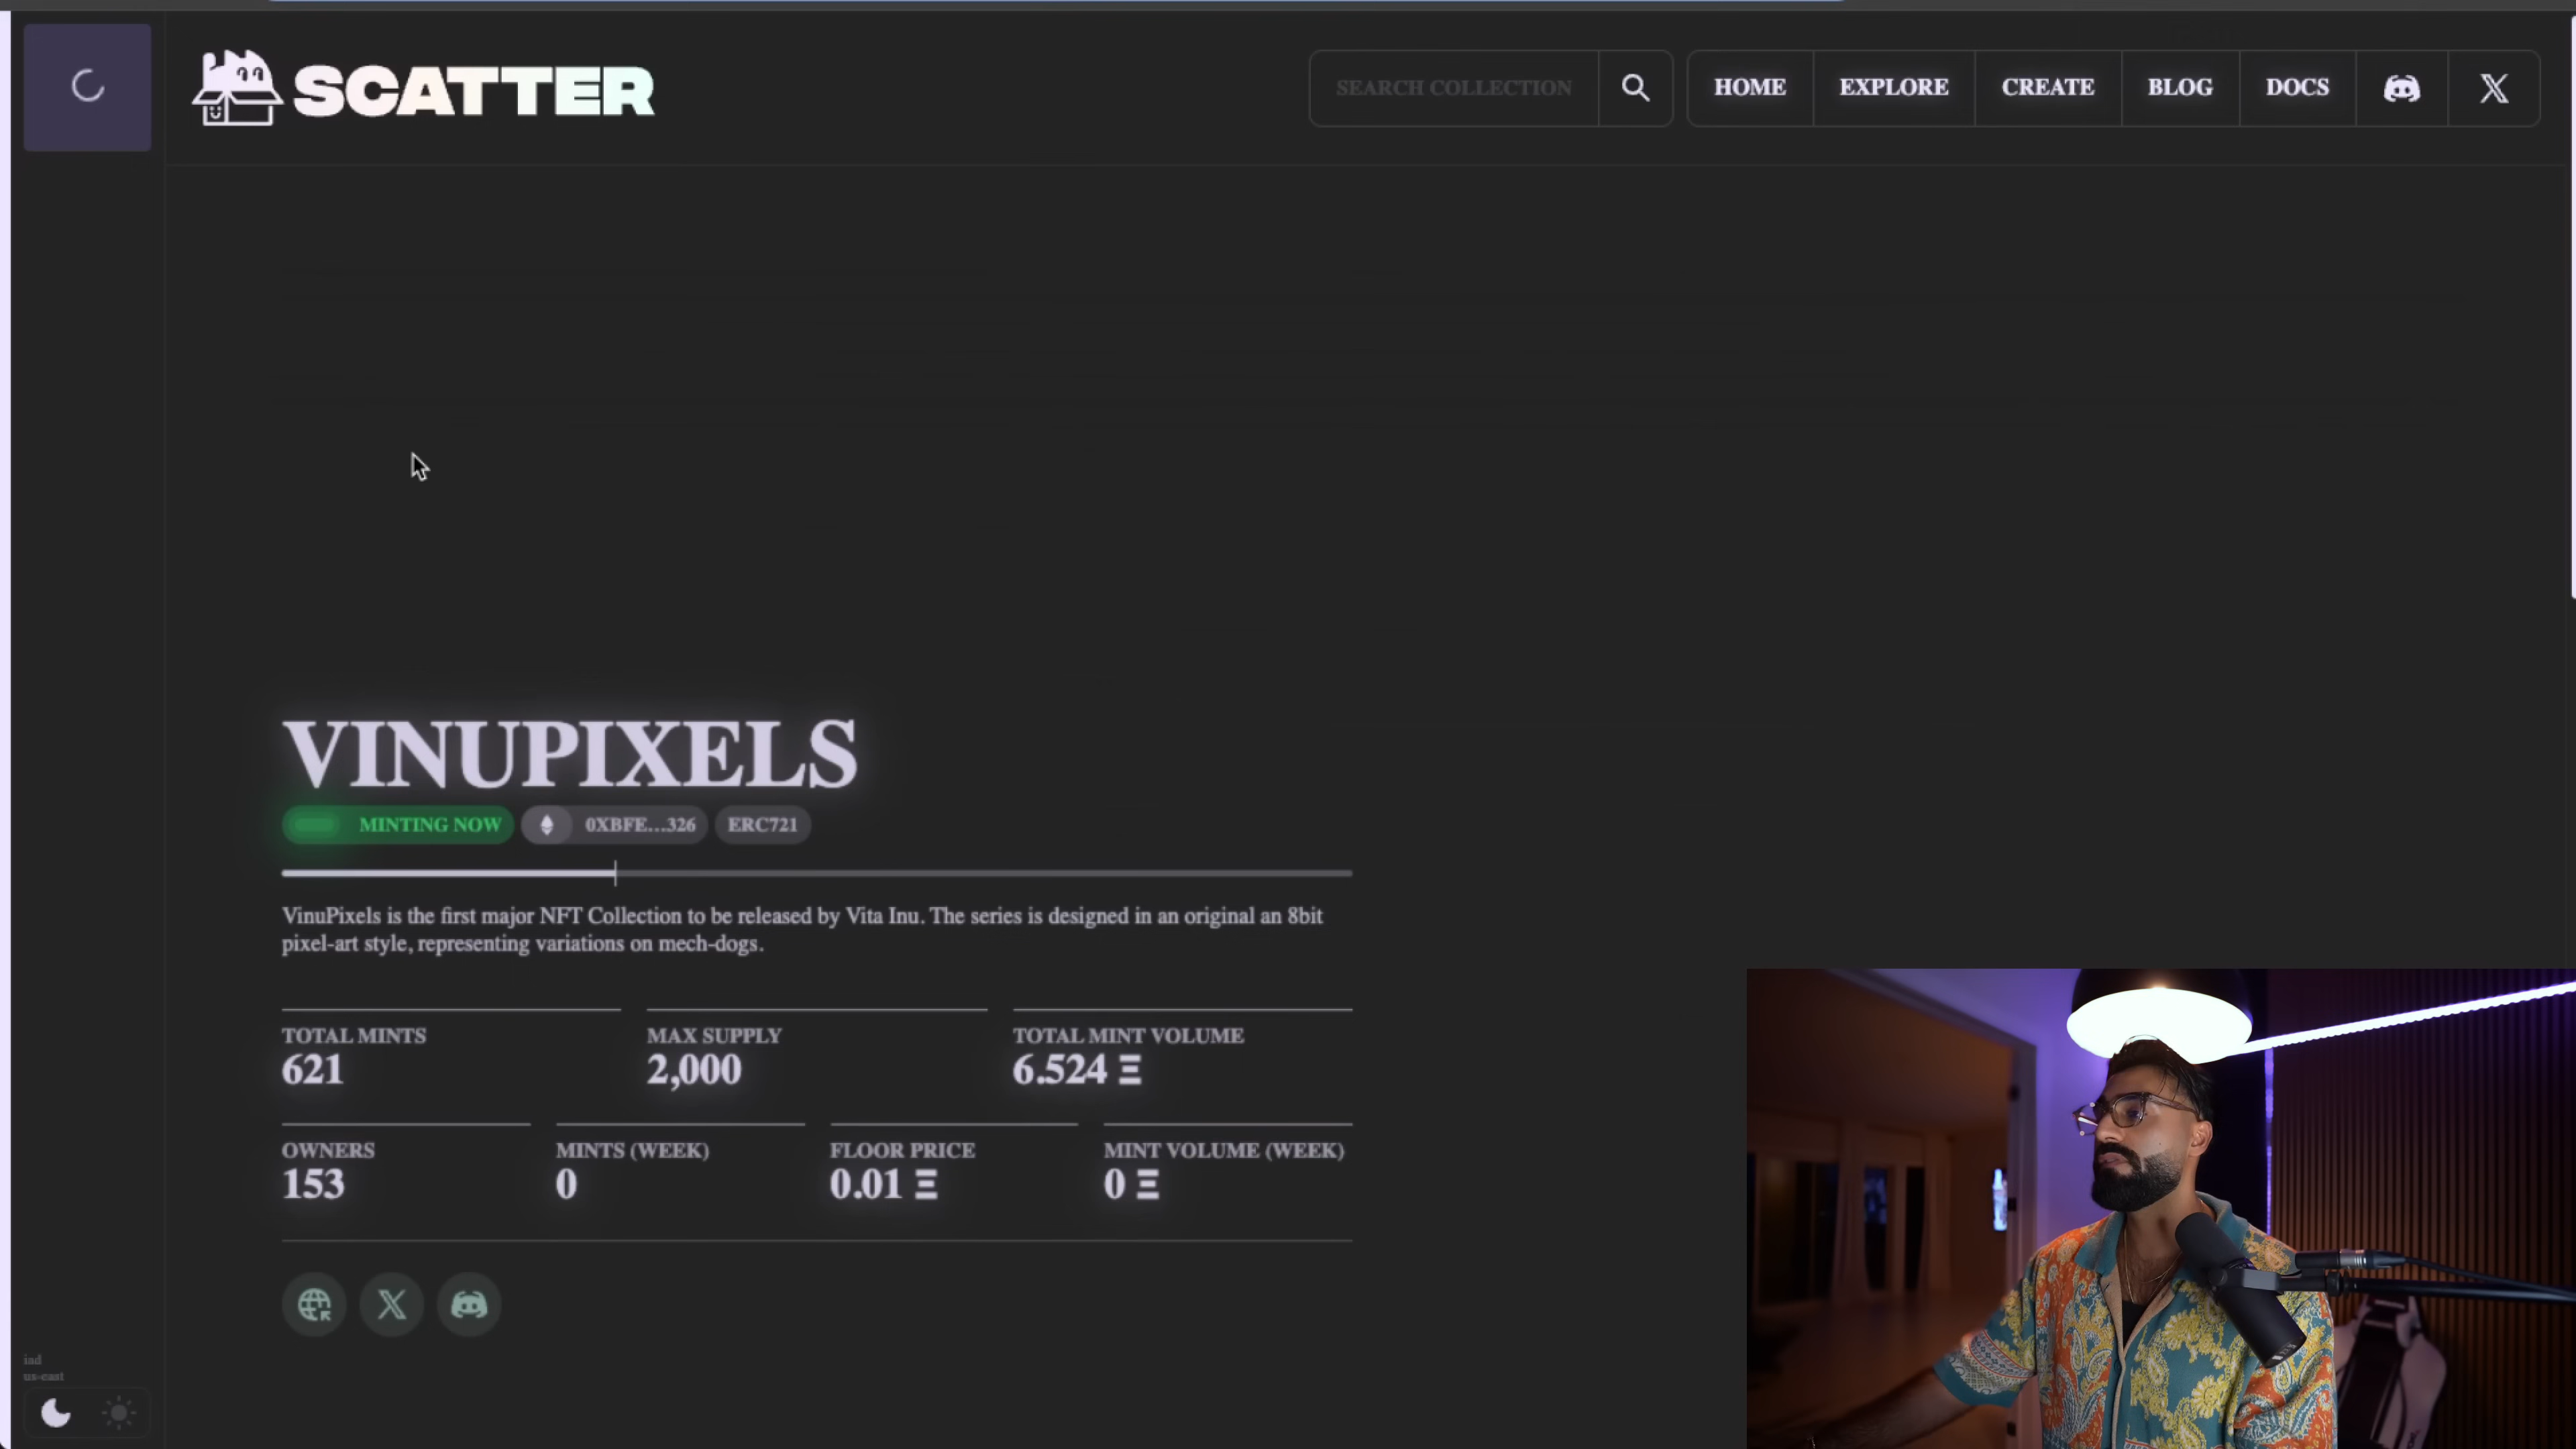 SCATTER
SEARCH COLLECTION
HOME
EXPLORE
CREATE
BLOG
DOCS
VINUPIXELS
MINTING NOW
0XBFE...326
ERC721
VinuPixels is the first major NFT Collection to be released by Vita Inu. The series is designed in an original an 8bit
pixel-art style, representing variations on mech-dogs.
TOTAL MINTS
621
MAX SUPPLY
2,000
TOTAL MINT VOLUME
6.524 Ξ
OWNERS
153
MINTS (WEEK)
0
FLOOR PRICE
0.01 Ξ
MINT VOLUME (WEEK)
0 Ξ
iad
us-east